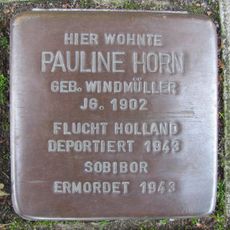 HIER WOHNTE
PAULINE HORN
GEB. WINDMÜLLER
JG. 1902
FLUCHT HOLLAND
DEPORTIERT 1943
SOBIBOR
ERMORDET 1943